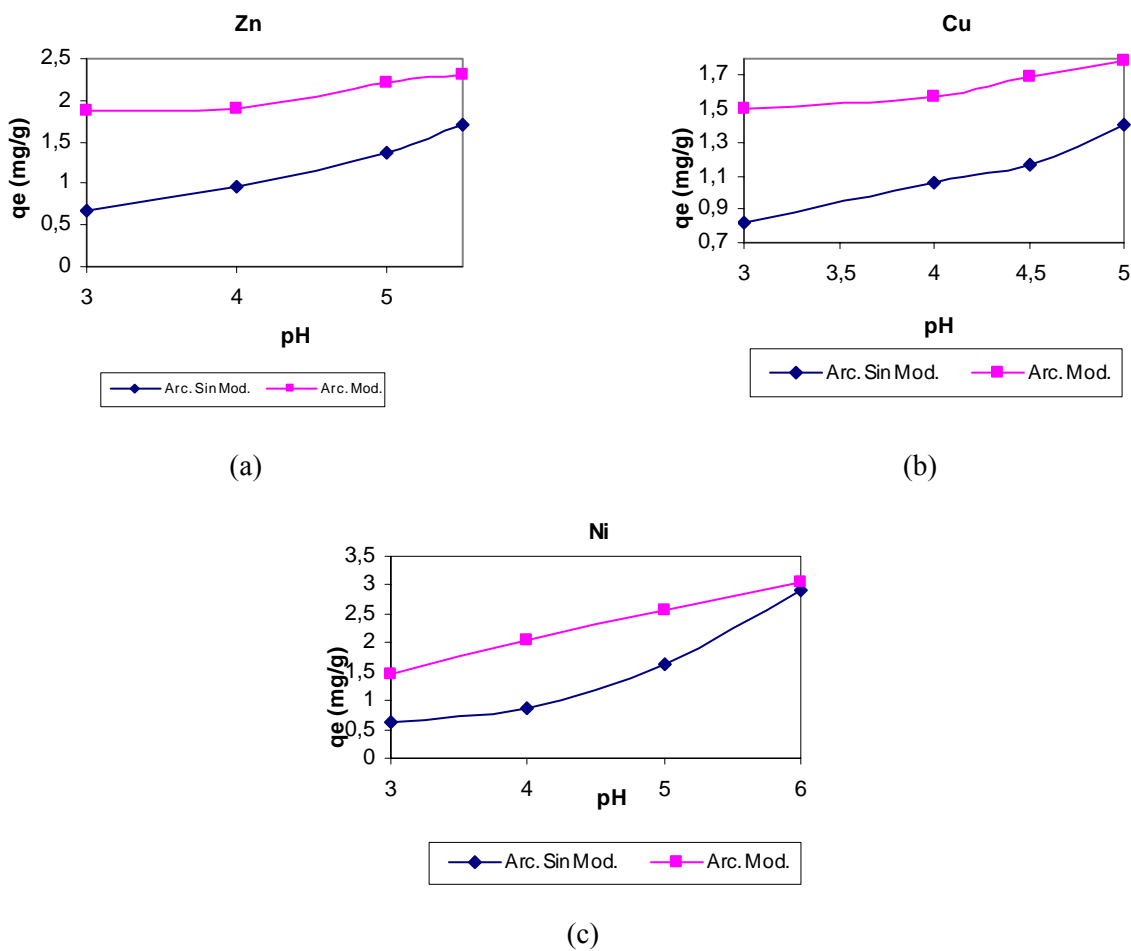 Zn
2,5
2
1,5
1
0,5
0
qe (mg/g)
3 4 5
pH
Arc. Sin Mod. Arc. Mod.
(a)
Cu
1,7
1,5
1,3
1,1
0,9
0,7
qe (mg/g)
3 3,5 4 4,5 5
pH
Arc. Sin Mod. Arc. Mod.
(b)
Ni
3,5
3
2,5
2
1,5
1
0,5
0
qe (mg/g)
3 4 5 6
pH
Arc. Sin Mod. Arc. Mod.
(c)